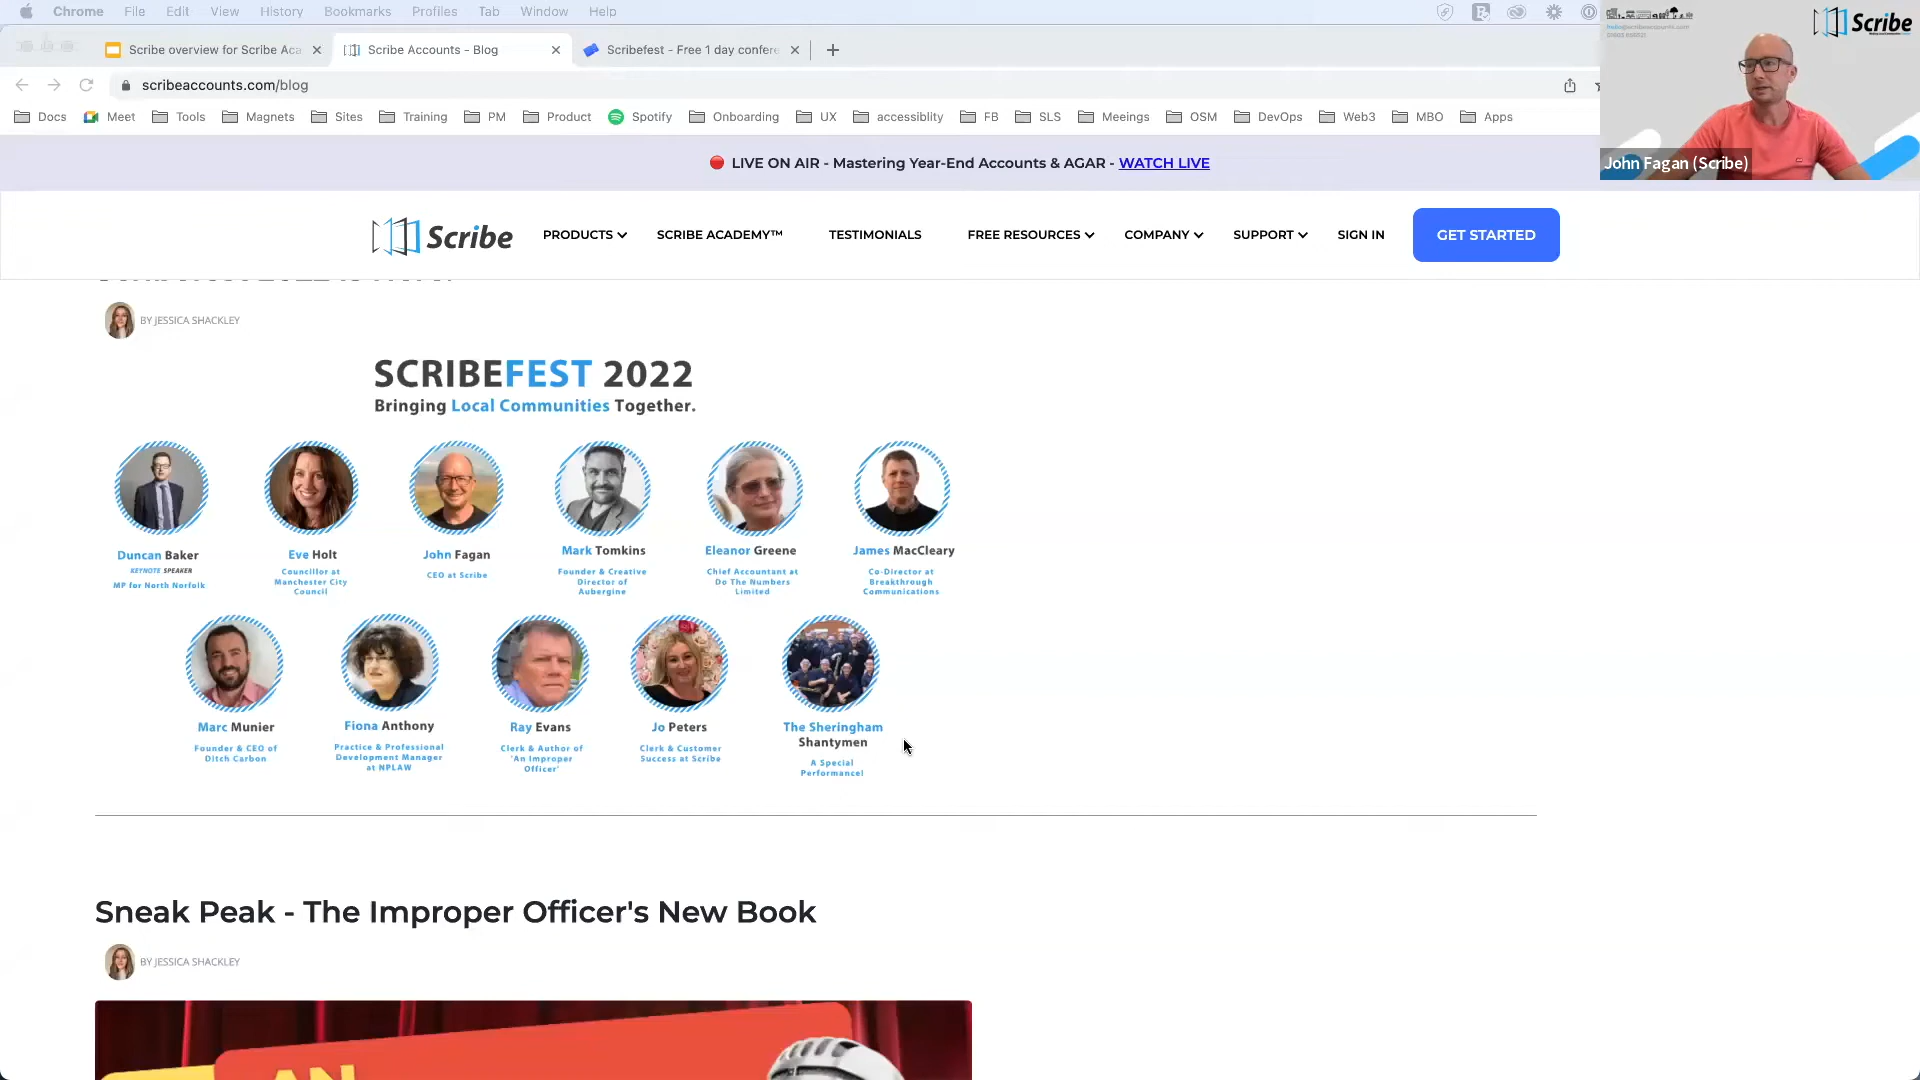 Chrome File Edit View History Bookmarks Profiles Tab Window Help
Scribe overview for Scribe Aca
Scribe Accounts - Blog
Scribefest - Free 1 day confere
scribeaccounts.com/blog
Docs Meet Tools Magnets Sites Training PM Product Spotify Onboarding UX accessiblity FB SLS Meeings OSM DevOps Web3 MBO Apps
LIVE ON AIR - Mastering Year-End Accounts & AGAR - WATCH LIVE
Scribe
John Fagan (Scribe)
Scribe PRODUCTS SCRIBE ACADEMY™ TESTIMONIALS FREE RESOURCES COMPANY SUPPORT SIGN IN GET STARTED
BY JESSICA SHACKLEY
SCRIBEFEST 2022
Bringing Local Communities Together.
Duncan Baker
KEYNOTE SPEAKER
MP for North Norfolk
Eve Holt
Councillor at
Manchester City
Council
John Fagan
CEO at Scribe
Mark Tomkins
Founder & Creative
Director of
Aubergine
Eleanor Greene
Chief Accountant at
Do The Numbers
Limited
James MacCleary
Co-Director at
Breakthrough
Communications
Marc Munier
Founder & CEO of
Ditch Carbon
Fiona Anthony
Practice & Professional
Development Manager
at NPLAW
Ray Evans
Clerk & Author of
'An Improper
Officer'
Jo Peters
Clerk & Customer
Success at Scribe
The Sheringham
Shantymen
A Special
Performance!
Sneak Peak - The Improper Officer's New Book
BY JESSICA SHACKLEY
AN